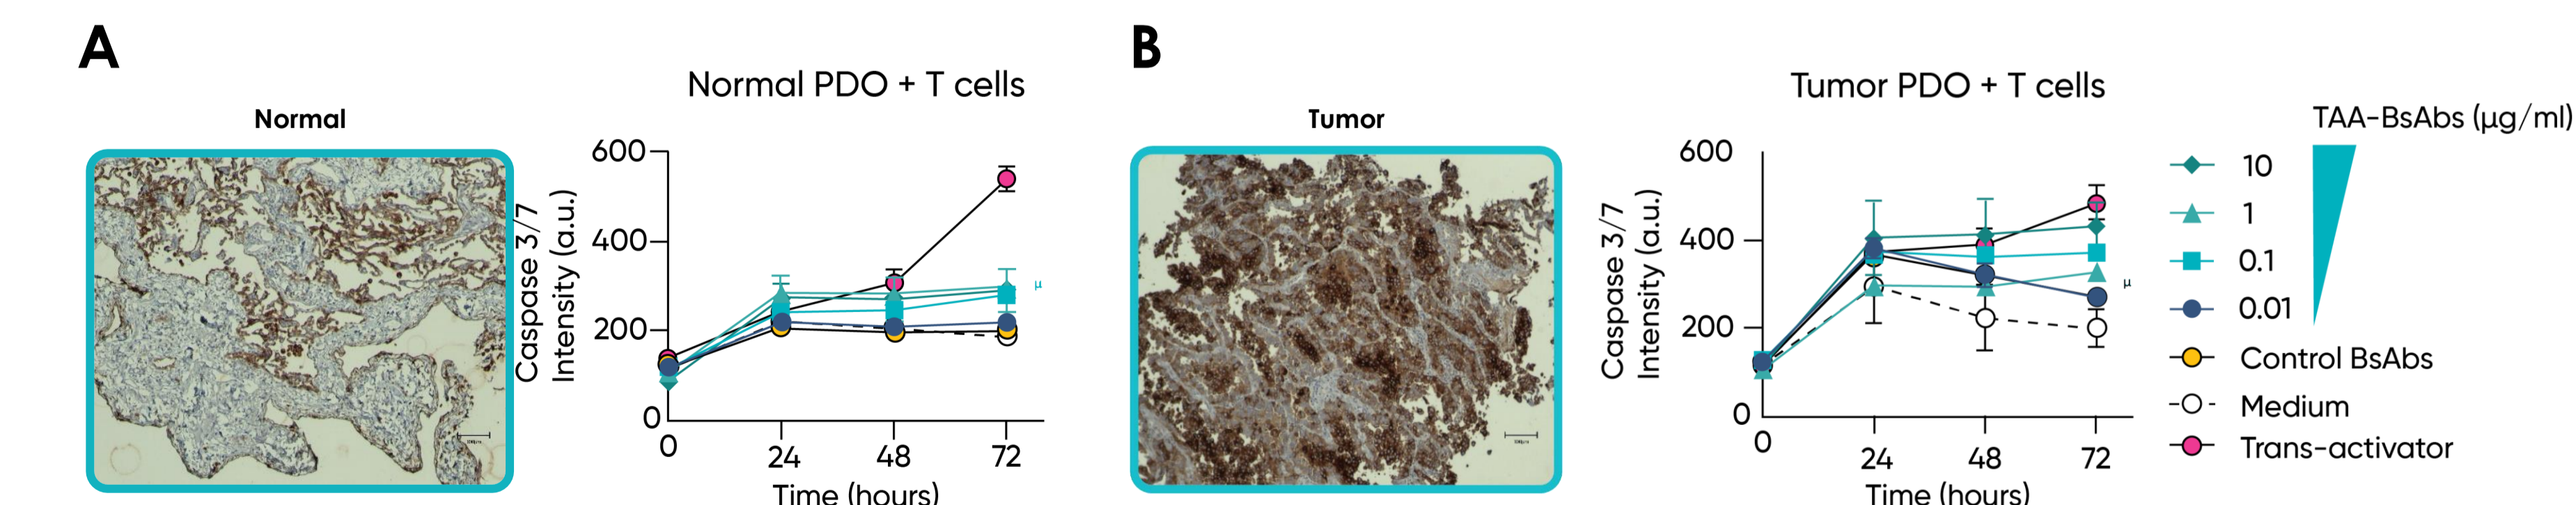 A
Normal
Normal PDO + T cells
Caspase 3/7
Intensity (a.u.)
600
400
200
0
0
24
48
72
Time (hours)
μ
B
Tumor
Tumor PDO + T cells
Caspase 3/7
Intensity (a.u.)
600
400
200
0
0
24
48
72
Time (hours)
μ
TAA-BsAbs (μg/ml)
10
1
0.1
0.01
Control BsAbs
Medium
Trans-activator